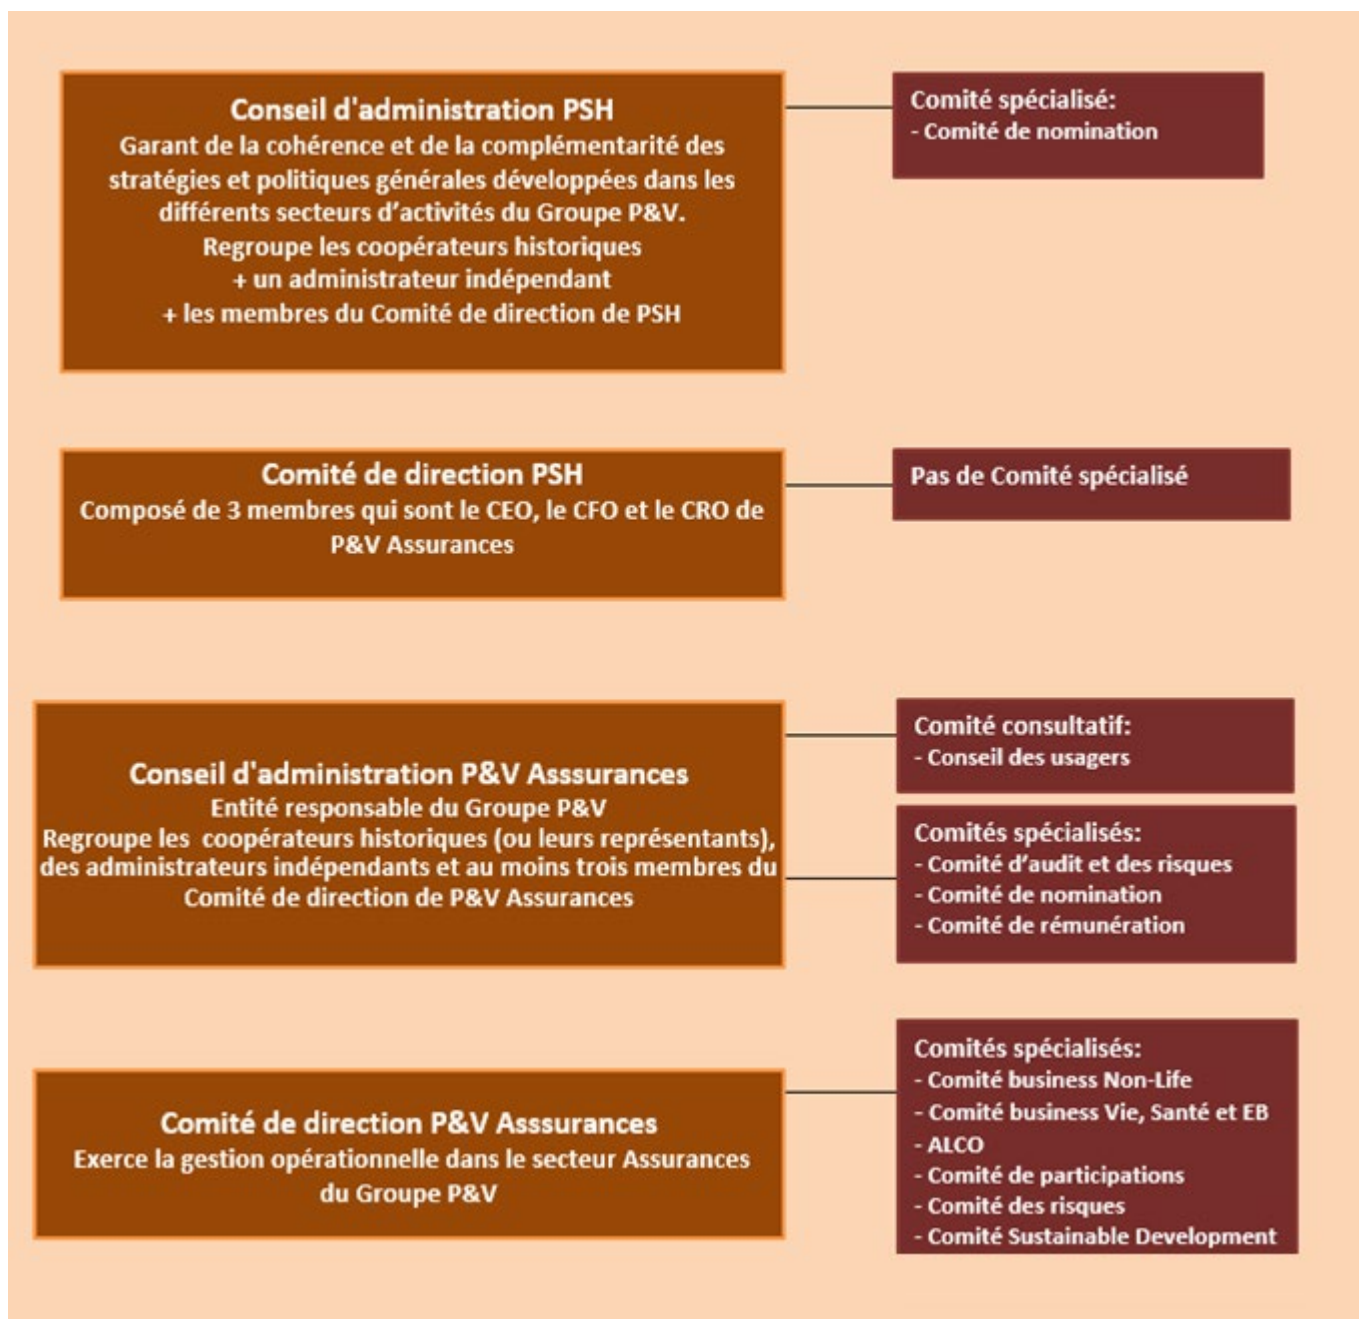 Conseil d'administration PSH
Garant de la cohérence et de la complémentarité des
stratégies et politiques générales développées dans les
différents secteurs d’activités du Groupe P&V.
Regroupe les coopérateurs historiques
+ un administrateur indépendant
+ les membres du Comité de direction de PSH
Comité spécialisé:
- Comité de nomination
Comité de direction PSH
Composé de 3 membres qui sont le CEO, le CFO et le CRO de
P&V Assurances
Pas de Comité spécialisé
Conseil d'administration P&V Asssurances
Entité responsable du Groupe P&V
Regroupe les coopérateurs historiques (ou leurs représentants),
des administrateurs indépendants et au moins trois membres du
Comité de direction de P&V Assurances
Comité consultatif:
- Conseil des usagers
Comités spécialisés:
- Comité d’audit et des risques
- Comité de nomination
- Comité de rémunération
Comité de direction P&V Asssurances
Exerce la gestion opérationnelle dans le secteur Assurances
du Groupe P&V
Comités spécialisés:
- Comité business Non-Life
- Comité business Vie, Santé et EB
- ALCO
- Comité de participations
- Comité des risques
- Comité Sustainable Development